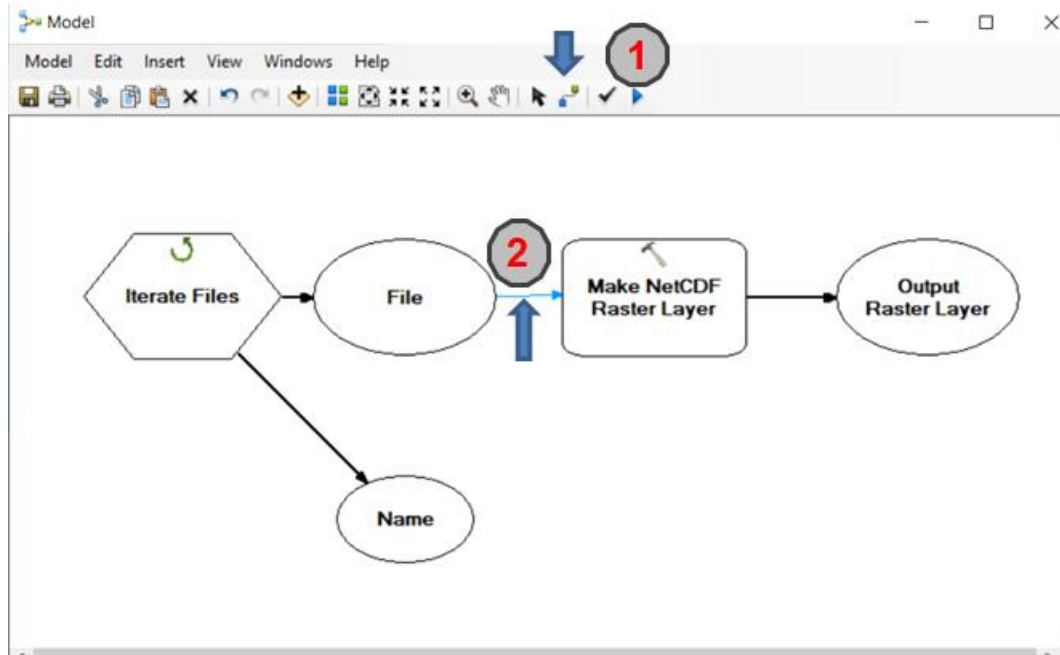 Model
Model Edit Insert View Windows Help
1
2
Iterate Files
File
Make NetCDF
Raster Layer
Output
Raster Layer
Name